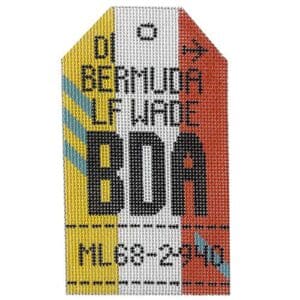 DI
BERMUDA
LF WADE
BDA
ML68-2-940